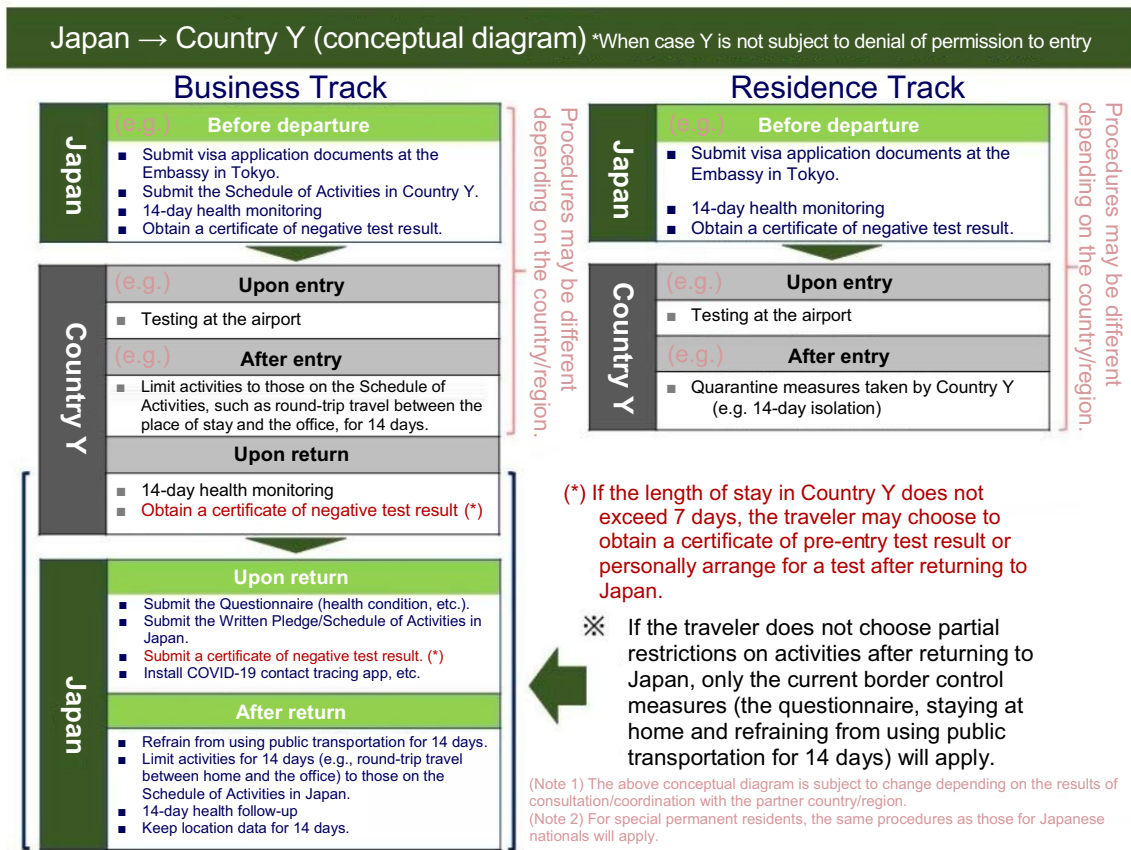 Japan → Country Y (conceptual diagram) *When case Y is not subject to denial of permission to entry
Business Track
Japan
(e.g.) Before departure
■ Submit visa application documents at the
Embassy in Tokyo.
■ Submit the Schedule of Activities in Country Y.
■ 14-day health monitoring
■ Obtain a certificate of negative test result.
Country Y
(e.g.) Upon entry
■ Testing at the airport
(e.g.) After entry
■ Limit activities to those on the Schedule of
Activities, such as round-trip travel between the
place of stay and the office, for 14 days.
Upon return
■ 14-day health monitoring
■ Obtain a certificate of negative test result (*)
Procedures may be different
depending on the country/region.
Japan
Upon return
■ Submit the Questionnaire (health condition, etc.).
■ Submit the Written Pledge/Schedule of Activities in
Japan.
■ Submit a certificate of negative test result. (*)
■ Install COVID-19 contact tracing app, etc.
After return
■ Refrain from using public transportation for 14 days.
■ Limit activities for 14 days (e.g., round-trip travel
between home and the office) to those on the
Schedule of Activities in Japan.
■ 14-day health follow-up
■ Keep location data for 14 days.
Residence Track
Japan
(e.g.) Before departure
■ Submit visa application documents at the
Embassy in Tokyo.
■ 14-day health monitoring
■ Obtain a certificate of negative test result.
Country Y
(e.g.) Upon entry
■ Testing at the airport
(e.g.) After entry
■ Quarantine measures taken by Country Y
(e.g. 14-day isolation)
Procedures may be different
depending on the country/region.
(*) If the length of stay in Country Y does not
exceed 7 days, the traveler may choose to
obtain a certificate of pre-entry test result or
personally arrange for a test after returning to
Japan.
※ If the traveler does not choose partial
restrictions on activities after returning to
Japan, only the current border control
measures (the questionnaire, staying at
home and refraining from using public
transportation for 14 days) will apply.
(Note 1) The above conceptual diagram is subject to change depending on the results of
consultation/coordination with the partner country/region.
(Note 2) For special permanent residents, the same procedures as those for Japanese
nationals will apply.